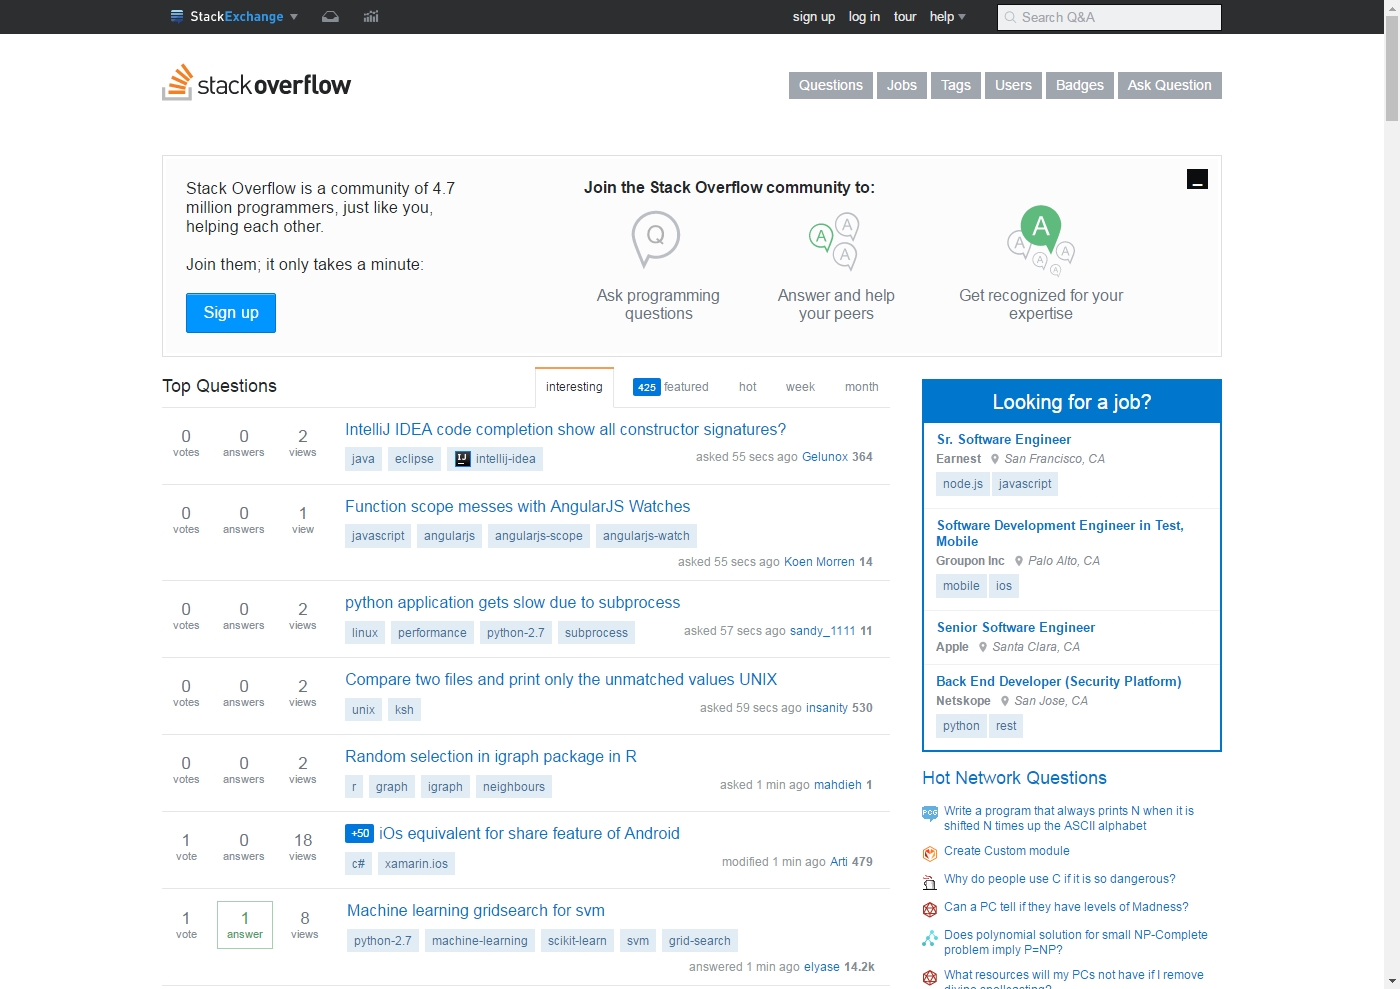 StackExchange
sign up log in tour help
Search Q&A
stackoverflow
Questions Jobs Tags Users Badges Ask Question
Stack Overflow is a community of 4.7
million programmers, just like you,
helping each other.
Join them; it only takes a minute:
Sign up
Join the Stack Overflow community to:
Q
Ask programming
questions
A A A
Answer and help
your peers
A A A A A
Get recognized for your
expertise
Top Questions
interesting 425 featured hot week month
0 votes 0 answers 2 views
IntelliJ IDEA code completion show all constructor signatures?
java eclipse intellij-idea
asked 55 secs ago Gelunox 364
0 votes 0 answers 1 view
Function scope messes with AngularJS Watches
javascript angularjs angularjs-scope angularjs-watch
asked 55 secs ago Koen Morren 14
0 votes 0 answers 2 views
python application gets slow due to subprocess
linux performance python-2.7 subprocess
asked 57 secs ago sandy_1111 11
0 votes 0 answers 2 views
Compare two files and print only the unmatched values UNIX
unix ksh
asked 59 secs ago insanity 530
0 votes 0 answers 2 views
Random selection in igraph package in R
r graph igraph neighbours
asked 1 min ago mahdieh 1
1 vote 0 answers 18 views
+50 iOs equivalent for share feature of Android
c# xamarin.ios
modified 1 min ago Arti 479
1 vote 1 answer 8 views
Machine learning gridsearch for svm
python-2.7 machine-learning scikit-learn svm grid-search
answered 1 min ago elyase 14.2k
Looking for a job?
Sr. Software Engineer
Earnest San Francisco, CA
node.js javascript
Software Development Engineer in Test,
Mobile
Groupon Inc Palo Alto, CA
mobile ios
Senior Software Engineer
Apple Santa Clara, CA
Back End Developer (Security Platform)
Netskope San Jose, CA
python rest
Hot Network Questions
PCG Write a program that always prints N when it is
shifted N times up the ASCII alphabet
Create Custom module
Why do people use C if it is so dangerous?
Can a PC tell if they have levels of Madness?
Does polynomial solution for small NP-Complete
problem imply P=NP?
What resources will my PCs not have if I remove
divine spellcasting?